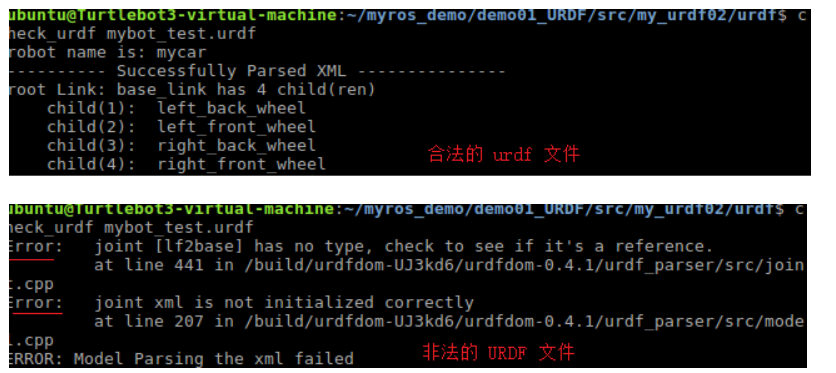 ubuntu@Turtlebot3-virtual-machine:~/myros_demo/demo01_URDF/src/my_urdf02/urdf$ c
heck_urdf mybot_test.urdf
robot name is: mycar
---------- Successfully Parsed XML ---------------
root Link: base_link has 4 child(ren)
    child(1):  left_back_wheel
    child(2):  left_front_wheel
    child(3):  right_back_wheel
    child(4):  right_front_wheel
合法的 urdf 文件
ubuntu@Turtlebot3-virtual-machine:~/myros_demo/demo01_URDF/src/my_urdf02/urdf$ c
heck_urdf mybot_test.urdf
Error:   joint [lf2base] has no type, check to see if it's a reference.
         at line 441 in /build/urdfdom-UJ3kd6/urdfdom-0.4.1/urdf_parser/src/join
t.cpp
Error:   joint xml is not initialized correctly
         at line 207 in /build/urdfdom-UJ3kd6/urdfdom-0.4.1/urdf_parser/src/mode
l.cpp
ERROR: Model Parsing the xml failed
非法的 URDF 文件